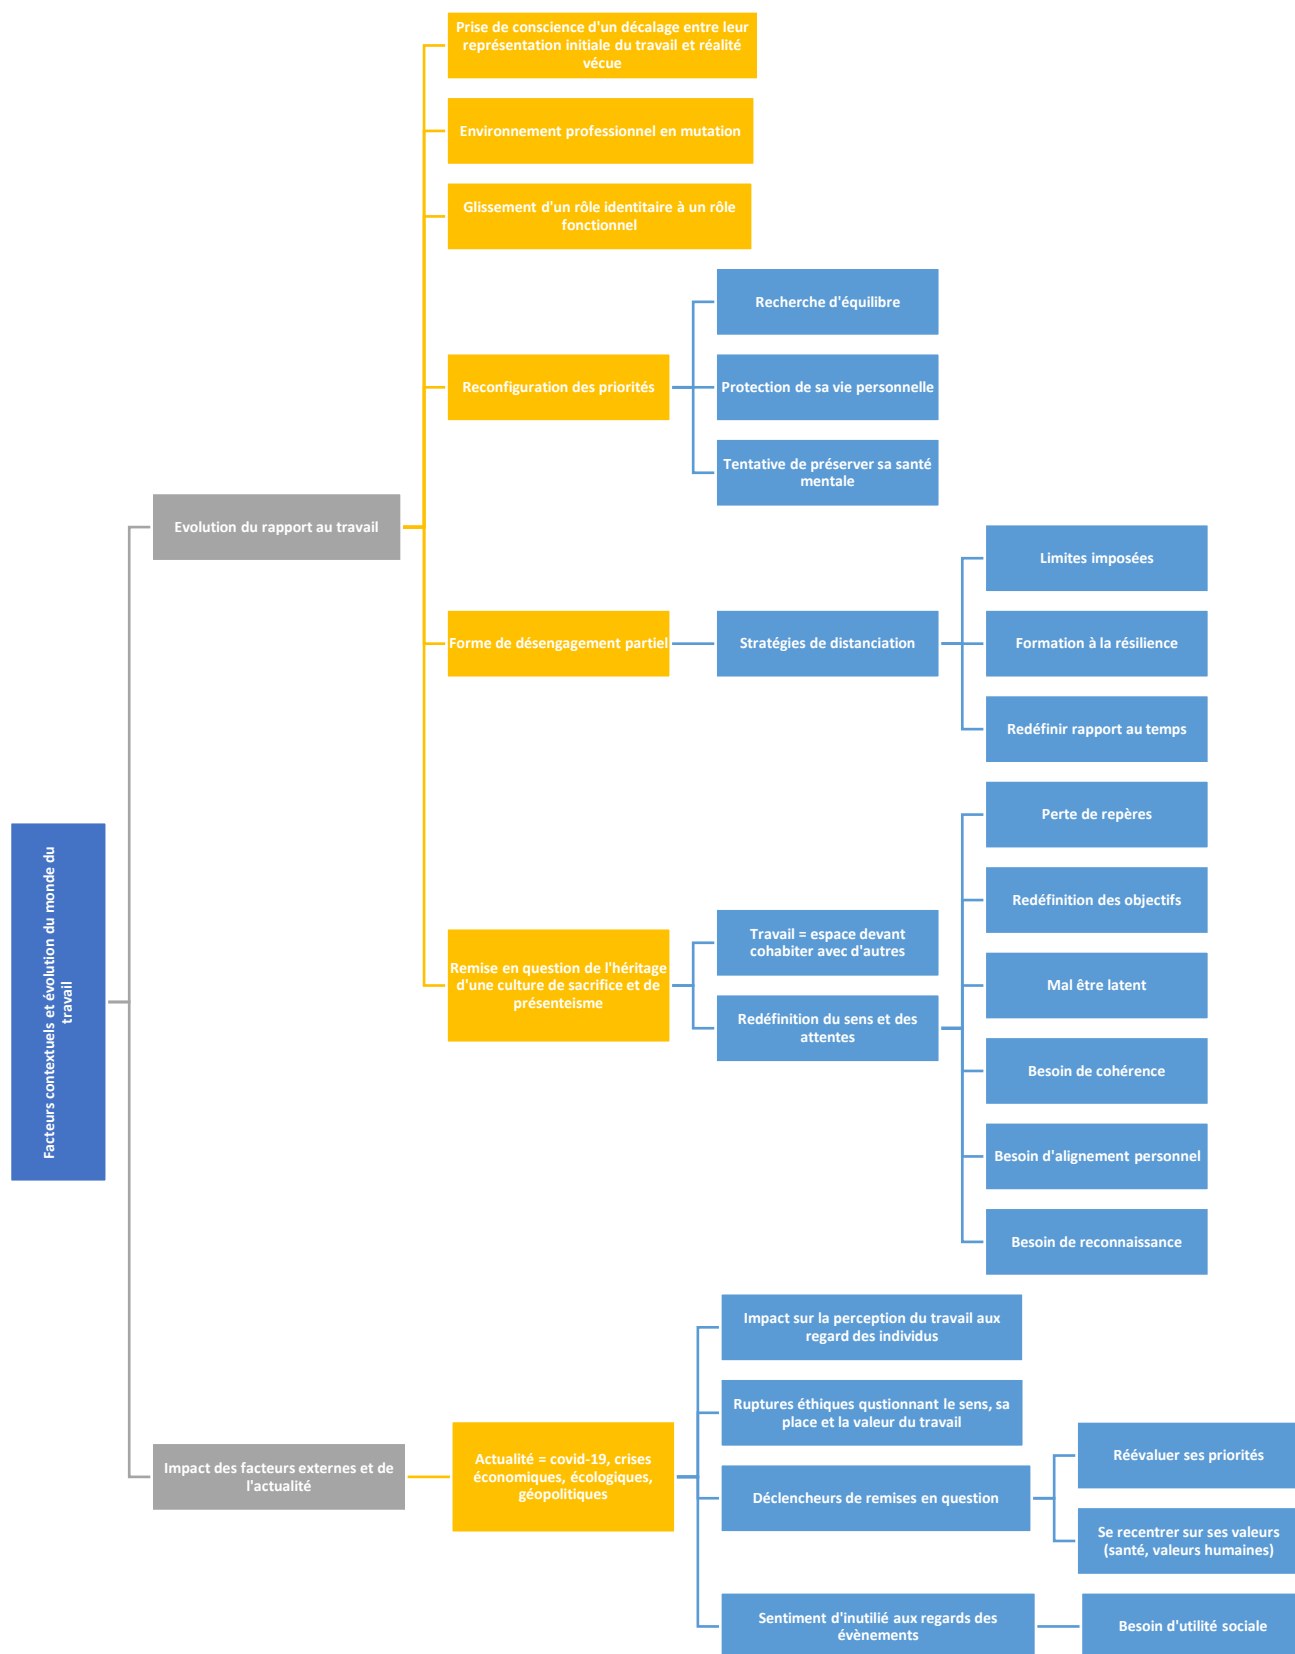 Facteurs contextuels et évolution du monde du
travail
Evolution du rapport au travail
Prise de conscience d'un décalage entre leur
représentation initiale du travail et réalité
vécue
Environnement professionnel en mutation
Glissement d'un rôle identitaire à un rôle
fonctionnel
Reconfiguration des priorités
Recherche d'équilibre
Protection de sa vie personnelle
Tentative de préserver sa santé
mentale
Forme de désengagement partiel
Stratégies de distanciation
Limites imposées
Formation à la résilience
Redéfinir rapport au temps
Remise en question de l'héritage
d'une culture de sacrifice et de
présenteisme
Travail = espace devant
cohabiter avec d'autres
Redéfinition du sens et des
attentes
Perte de repères
Redéfinition des objectifs
Mal être latent
Besoin de cohérence
Besoin d'alignement personnel
Besoin de reconnaissance
Impact des facteurs externes et de
l'actualité
Actualité = covid-19, crises
économiques, écologiques,
géopolitiques
Impact sur la perception du travail aux
regard des individus
Ruptures éthiques qustionnant le sens, sa
place et la valeur du travail
Déclencheurs de remises en question
Réévaluer ses priorités
Se recentrer sur ses valeurs
(santé, valeurs humaines)
Sentiment d'inutilié aux regards des
évènements
Besoin d'utilité sociale